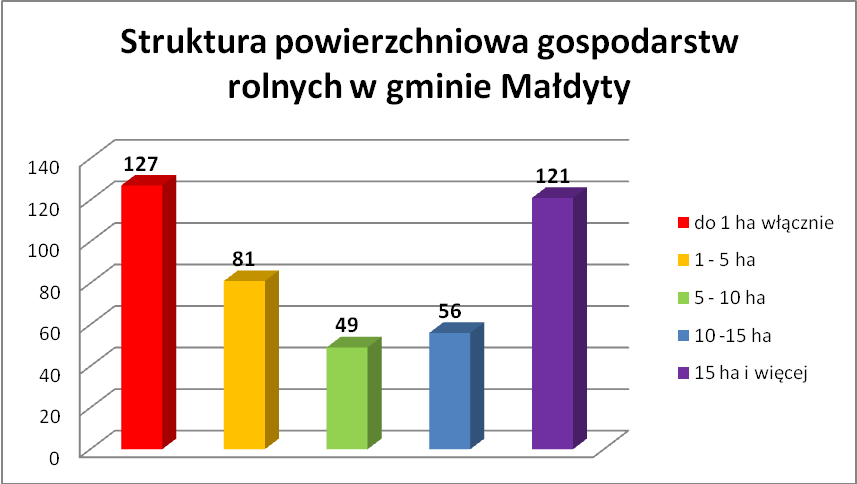 Struktura powierzchniowa gospodarstw
rolnych w gminie Małdyty
140
120
100
80
60
40
20
0
127
81
49
56
121
do 1 ha włącznie
1 - 5 ha
5 - 10 ha
10 -15 ha
15 ha i więcej